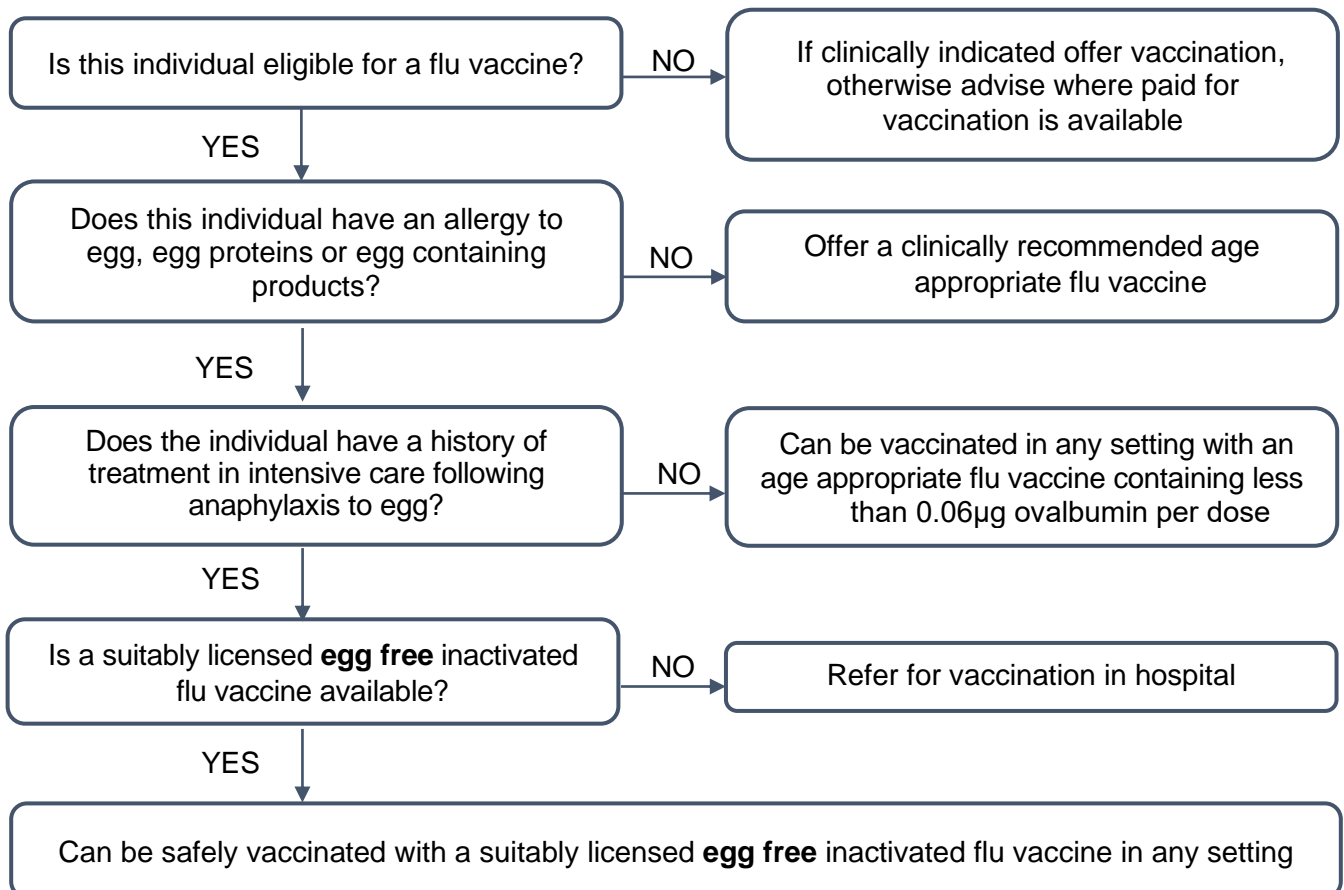 Is this individual eligible for a flu vaccine?
NO
If clinically indicated offer vaccination,
otherwise advise where paid for
vaccination is available
YES
Does this individual have an allergy to
egg, egg proteins or egg containing
products?
NO
Offer a clinically recommended age
appropriate flu vaccine
YES
Does the individual have a history of
treatment in intensive care following
anaphylaxis to egg?
NO
Can be vaccinated in any setting with an
age appropriate flu vaccine containing less
than 0.06µg ovalbumin per dose
YES
Is a suitably licensed egg free inactivated
flu vaccine available?
NO
Refer for vaccination in hospital
YES
Can be safely vaccinated with a suitably licensed egg free inactivated flu vaccine in any setting